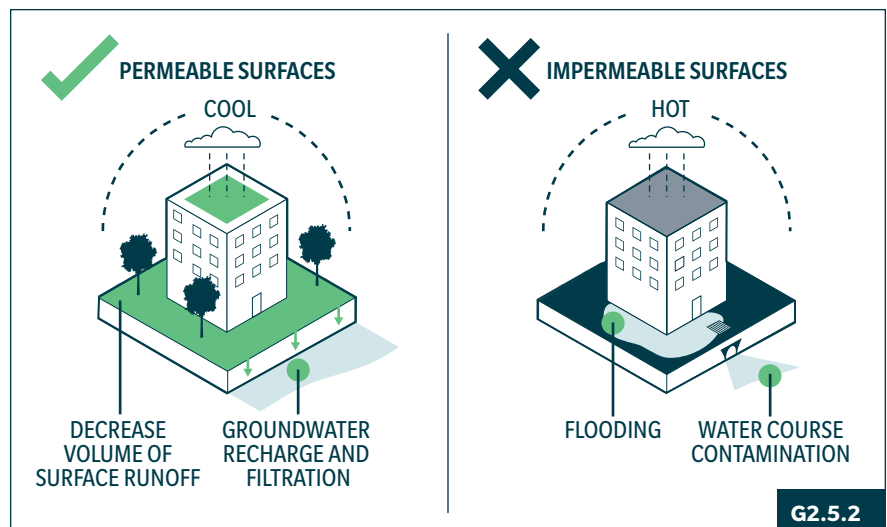 PERMEABLE SURFACES
COOL
DECREASE
VOLUME OF
SURFACE RUNOFF
GROUNDWATER
RECHARGE AND
FILTRATION
IMPERMEABLE SURFACES
HOT
FLOODING
WATER COURSE
CONTAMINATION
G2.5.2